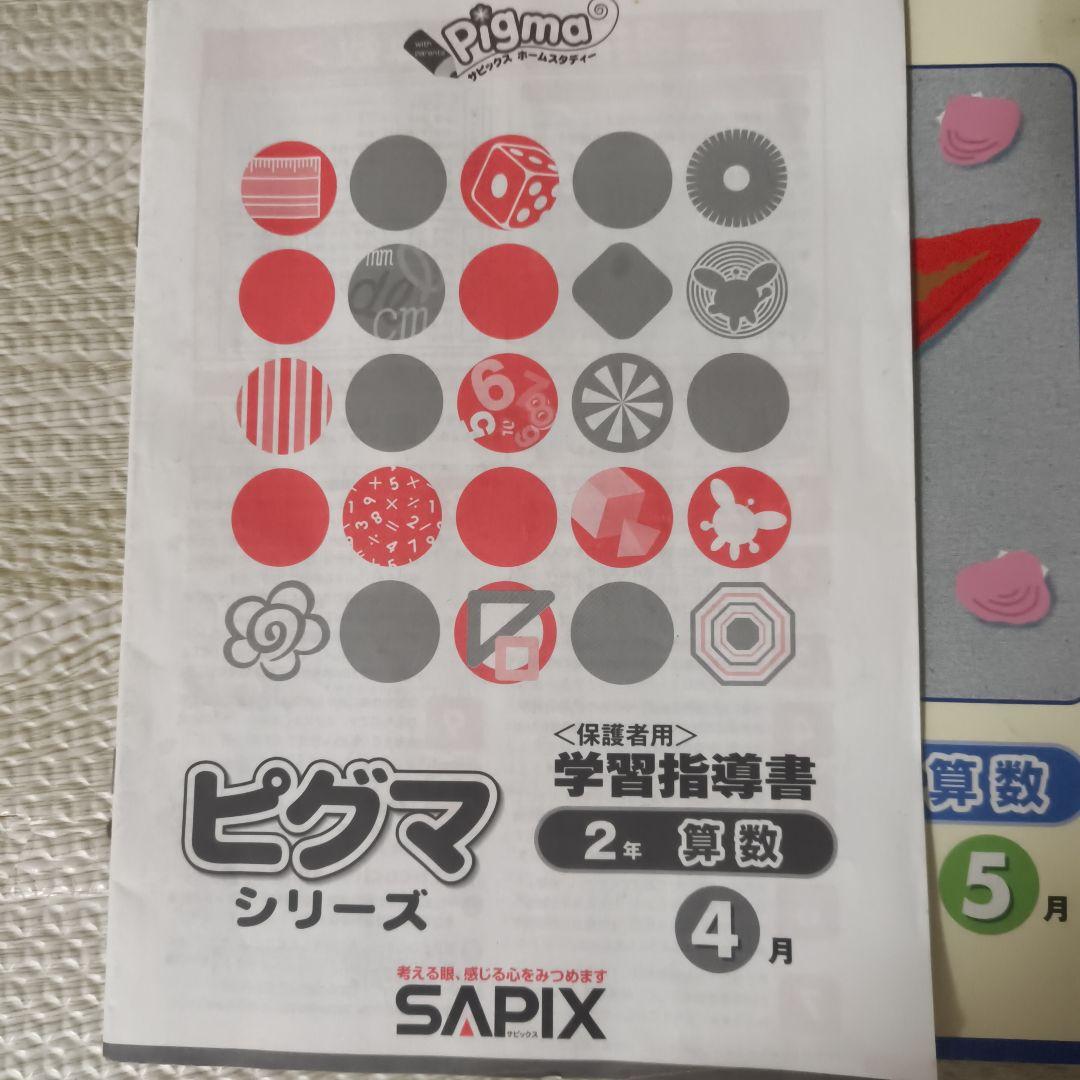 with parents
Pigma
サピックス ホームスタディー
mm
cm
<保護者用>
学習指導書
2年 算数
4月
ピグマ
シリーズ
考える眼、感じる心をみつめます
SAPIX
サピックス
算数
5月